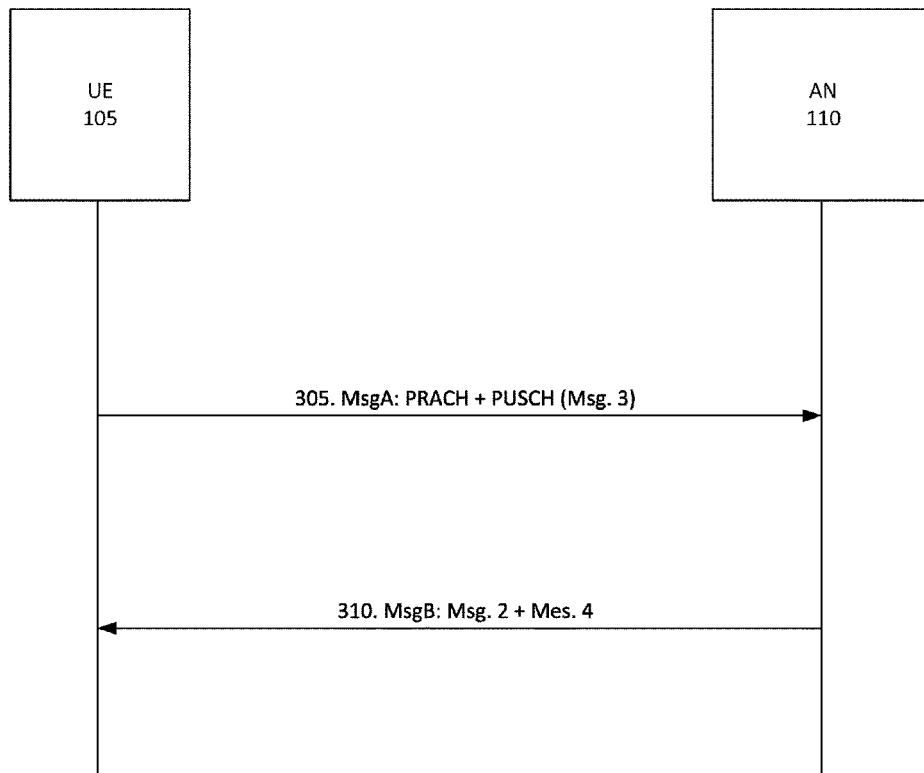 UE
105
AN
110
305. MsgA: PRACH + PUSCH (Msg. 3)
310. MsgB: Msg. 2 + Mes. 4